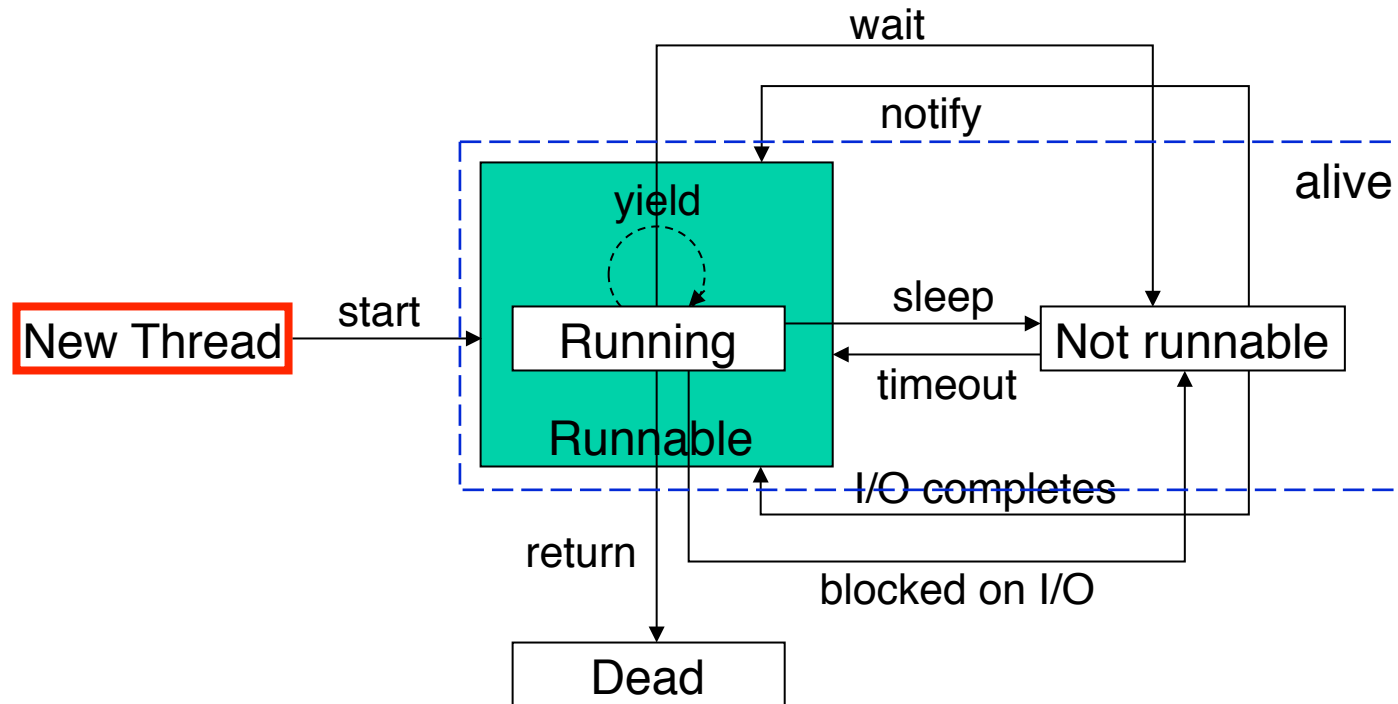 wait
notify
alive
yield
start
sleep
New Thread
Running
Not runnable
timeout
Runnable
I/O completes
return
blocked on I/O
Dead